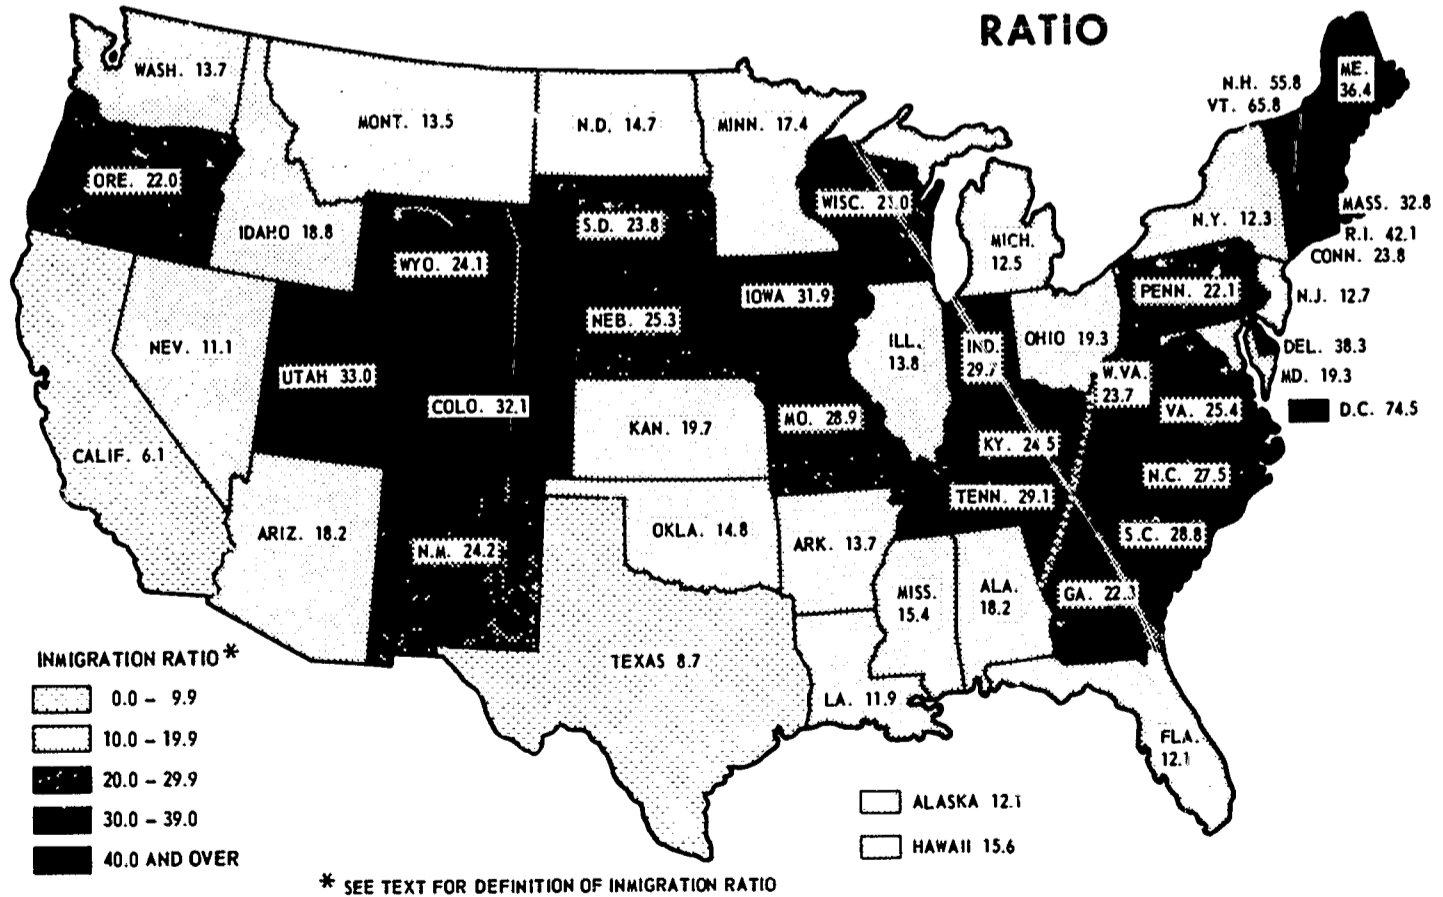 RATIO
WASH. 13.7
MONT. 13.5
N.D. 14.7
MINN. 17.4
N.H. 55.8
VT. 65.8
ME.
36.4
ORE. 22.0
IDAHO 18.8
WYO. 24.1
S.D. 23.8
WISC.
MICH.
12.5
N.Y. 12.3
MASS. 32.8
R.I. 42.1
CONN. 23.8
PENN. 22.1
N.J. 12.7
NEV. 11.1
UTAH 33.0
COLO. 32.1
NEB. 25.3
IOWA 31.9
ILL.
13.8
IND.
29.7
OHIO 19.3
W.VA.
23.7
DEL. 38.3
MD. 19.3
D.C. 74.5
VA. 25.4
CALIF. 6.1
KAN. 19.7
MO. 28.9
KY.
N.C. 27.5
TENN. 29.1
S.C. 28.8
ARIZ. 18.2
N.M. 24.2
OKLA. 14.8
ARK. 13.7
MISS.
15.4
ALA.
18.2
GA. 22.3
TEXAS 8.7
LA. 11.9
FLA.
12.1
INMIGRATION RATIO *
0.0 – 9.9
10.0 – 19.9
20.0 – 29.9
30.0 – 39.0
40.0 AND OVER
ALASKA 12.1
HAWAII 15.6
* SEE TEXT FOR DEFINITION OF INMIGRATION RATIO